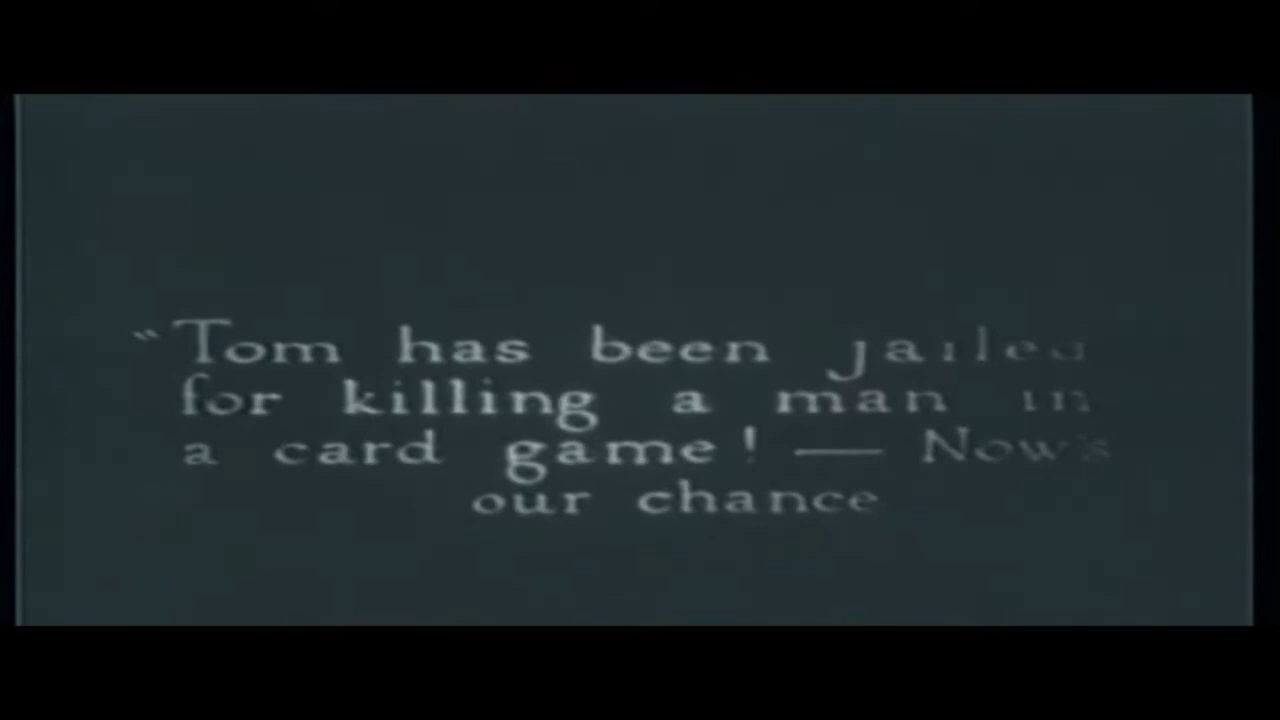 "Tom has been jailed
for killing a man in
a card game! — Now's
our chance